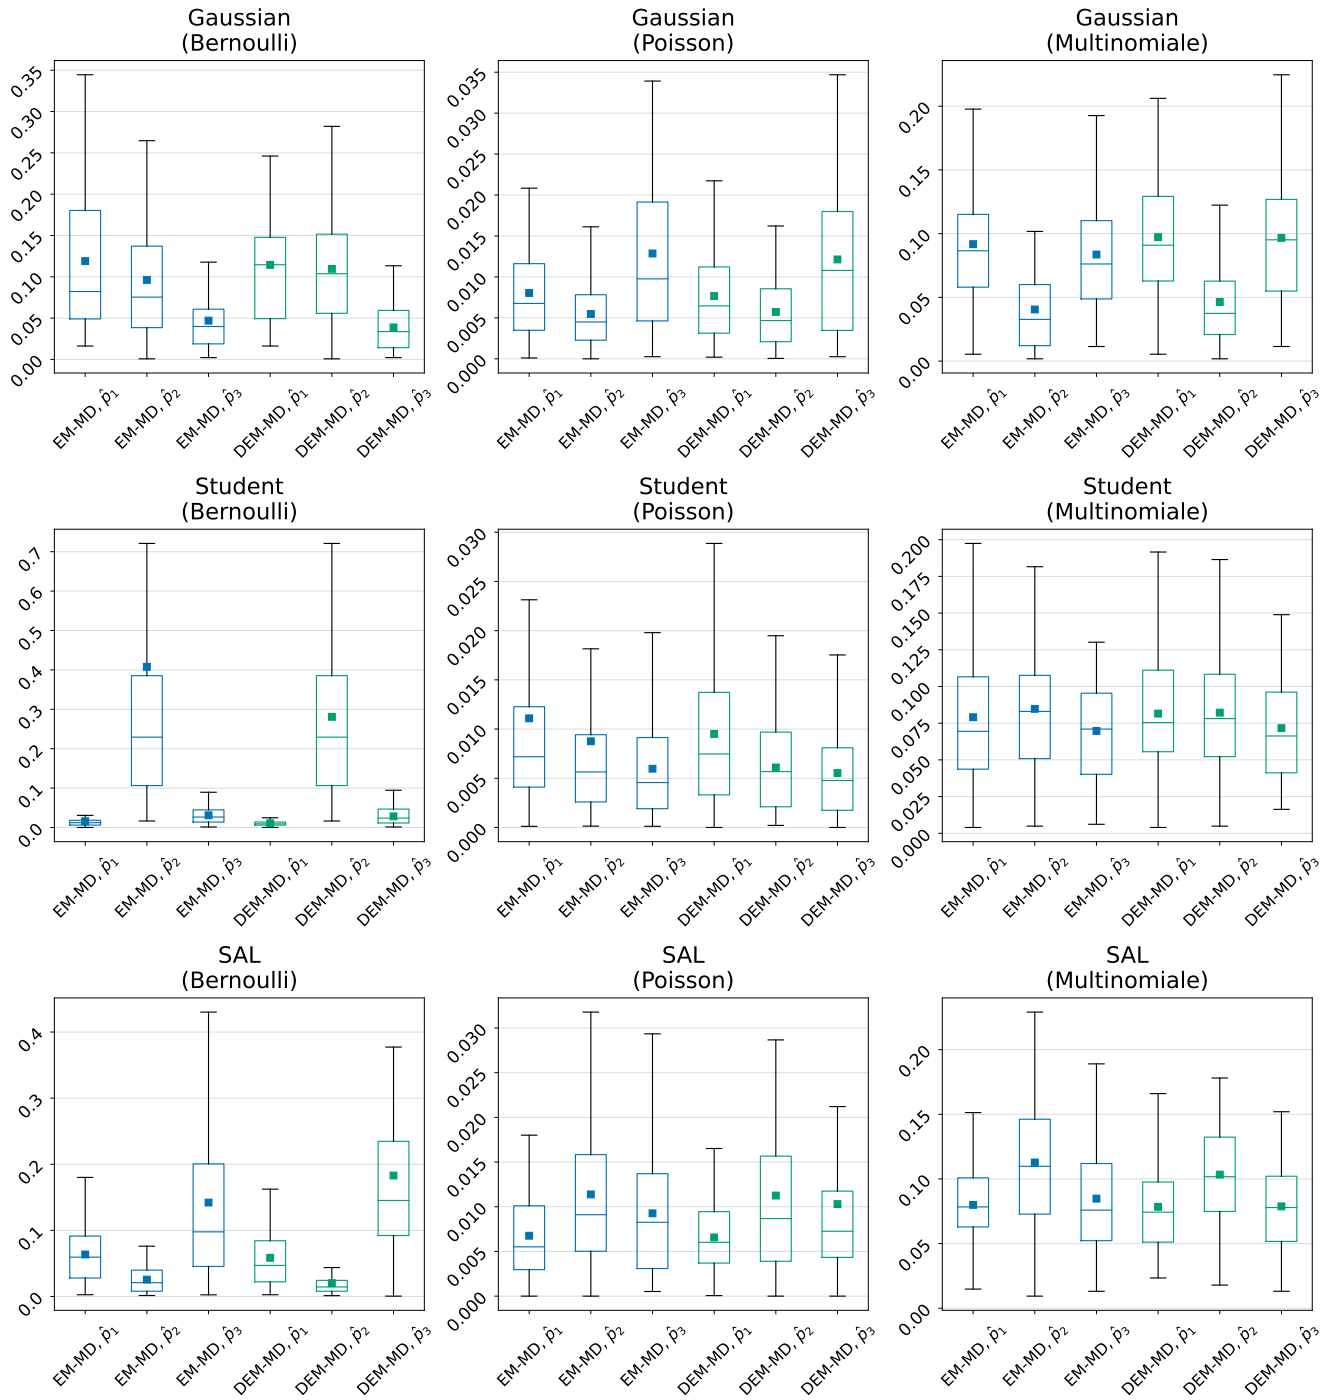 Gaussian
(Bernoulli)
0.35
0.30
0.25
0.20
0.15
0.10
0.05
0.00
EM-MD, p̂1
EM-MD, p̂2
EM-MD, p̂3
DEM-MD, p̂1
DEM-MD, p̂2
DEM-MD, p̂3
Gaussian
(Poisson)
0.035
0.030
0.025
0.020
0.015
0.010
0.005
0.000
EM-MD, p̂1
EM-MD, p̂2
EM-MD, p̂3
DEM-MD, p̂1
DEM-MD, p̂2
DEM-MD, p̂3
Gaussian
(Multinomiale)
0.20
0.15
0.10
0.05
0.00
EM-MD, p̂1
EM-MD, p̂2
EM-MD, p̂3
DEM-MD, p̂1
DEM-MD, p̂2
DEM-MD, p̂3
Student
(Bernoulli)
0.7
0.6
0.5
0.4
0.3
0.2
0.1
0.0
EM-MD, p̂1
EM-MD, p̂2
EM-MD, p̂3
DEM-MD, p̂1
DEM-MD, p̂2
DEM-MD, p̂3
Student
(Poisson)
0.030
0.025
0.020
0.015
0.010
0.005
0.000
EM-MD, p̂1
EM-MD, p̂2
EM-MD, p̂3
DEM-MD, p̂1
DEM-MD, p̂2
DEM-MD, p̂3
Student
(Multinomiale)
0.200
0.175
0.150
0.125
0.100
0.075
0.050
0.025
0.000
EM-MD, p̂1
EM-MD, p̂2
EM-MD, p̂3
DEM-MD, p̂1
DEM-MD, p̂2
DEM-MD, p̂3
SAL
(Bernoulli)
0.4
0.3
0.2
0.1
0.0
EM-MD, p̂1
EM-MD, p̂2
EM-MD, p̂3
DEM-MD, p̂1
DEM-MD, p̂2
DEM-MD, p̂3
SAL
(Poisson)
0.030
0.025
0.020
0.015
0.010
0.005
0.000
EM-MD, p̂1
EM-MD, p̂2
EM-MD, p̂3
DEM-MD, p̂1
DEM-MD, p̂2
DEM-MD, p̂3
SAL
(Multinomiale)
0.20
0.15
0.10
0.05
0.00
EM-MD, p̂1
EM-MD, p̂2
EM-MD, p̂3
DEM-MD, p̂1
DEM-MD, p̂2
DEM-MD, p̂3